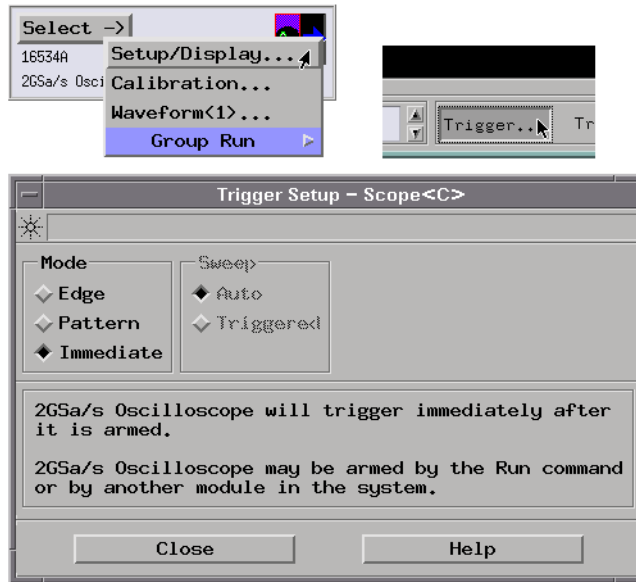 Select ->
16534A
2GSa/s Osci
Setup/Display...
Calibration...
Waveform<1>...
Group Run
Trigger..
Tr
Trigger Setup – Scope<C>
Mode
Edge
Pattern
Immediate
Sweep
Auto
Triggered
2GSa/s Oscilloscope will trigger immediately after
it is armed.
2GSa/s Oscilloscope may be armed by the Run command
or by another module in the system.
Close
Help